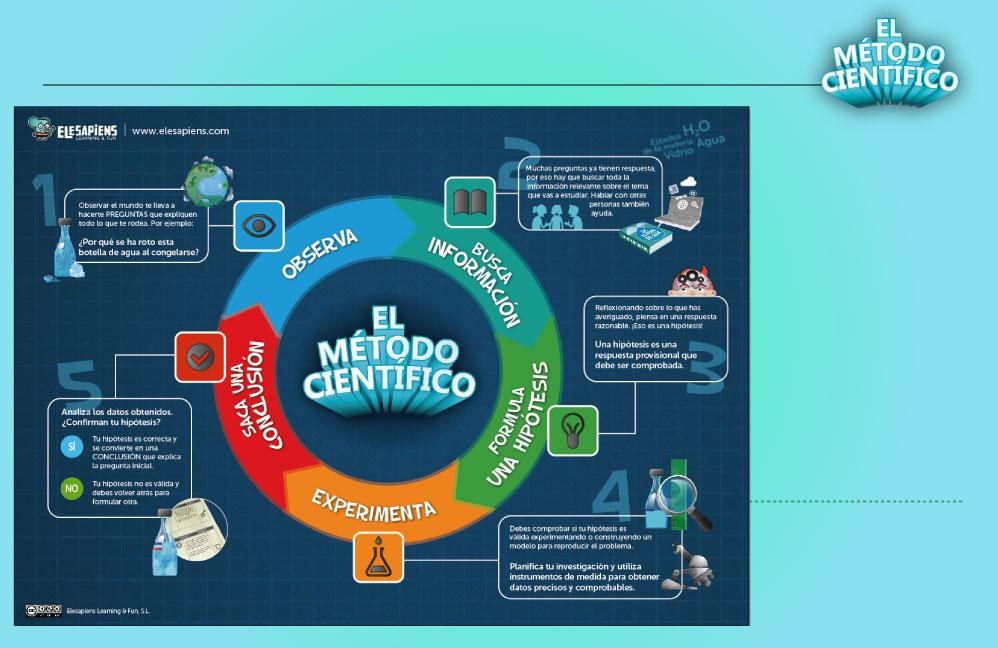 EL
MÉTODO
CIENTÍFICO
ELESAPIENS
LEARNING & FUN
www.elesapiens.com
1
Observar el mundo te lleva a
hacerte PREGUNTAS que expliquen
todo lo que te rodea. Por ejemplo:
¿Por qué se ha roto esta
botella de agua al congelarse?
OBSERVA
2
Estados H2O
de la materia Agua
Vidrio
Muchas preguntas ya tienen respuesta,
por eso hay que buscar toda la
información relevante sobre el tema
que vas a estudiar. Hablar con otras
personas también
ayuda.
BUSCA
INFORMACIÓN
3
Reflexionando sobre lo que has
averiguado, piensa en una respuesta
razonable. ¡Eso es una hipótesis!
Una hipótesis es una
respuesta provisional que
debe ser comprobada.
FORMULA
UNA HIPÓTESIS
EL
MÉTODO
CIENTÍFICO
4
Debes comprobar si tu hipótesis es
válida experimentando o construyendo un
modelo para reproducir el problema.
Planifica tu investigación y utiliza
instrumentos de medida para obtener
datos precisos y comprobables.
EXPERIMENTA
5
Analiza los datos obtenidos.
¿Confirman tu hipótesis?
SÍ
Tu hipótesis es correcta y
se convierte en una
CONCLUSIÓN que explica
la pregunta inicial.
NO
Tu hipótesis no es válida y
debes volver atrás para
formular otra.
SACA UNA
CONCLUSIÓN
Elesapiens Learning & Fun, S.L.